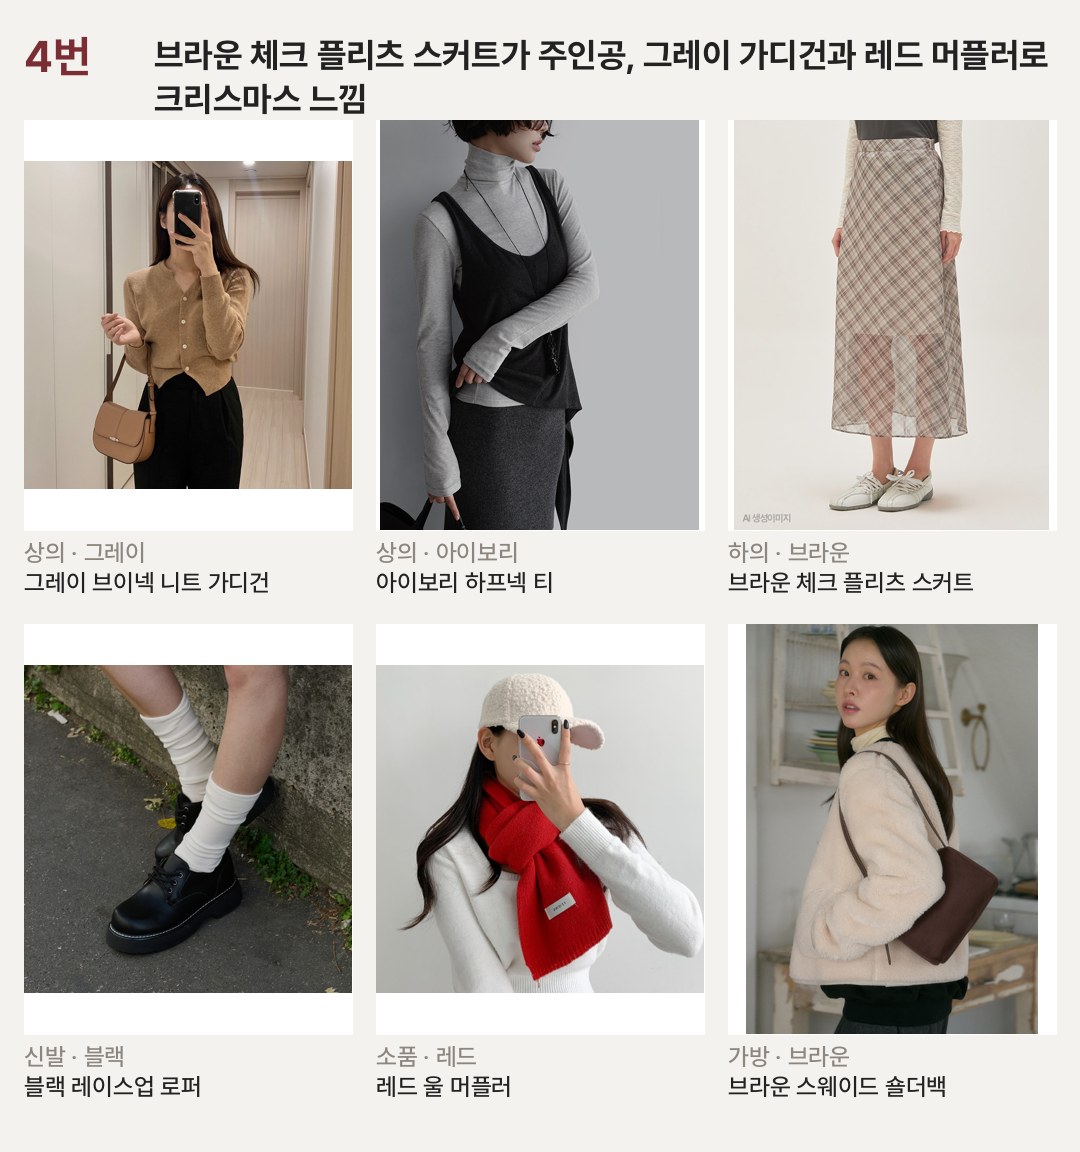 4번
브라운 체크 플리츠 스커트가 주인공, 그레이 가디건과 레드 머플러로
크리스마스 느낌
AI 생성이미지
상의 · 그레이
그레이 브이넥 니트 가디건
상의 · 아이보리
아이보리 하프넥 티
하의 · 브라운
브라운 체크 플리츠 스커트
신발 · 블랙
블랙 레이스업 로퍼
소품 · 레드
레드 울 머플러
가방 · 브라운
브라운 스웨이드 숄더백